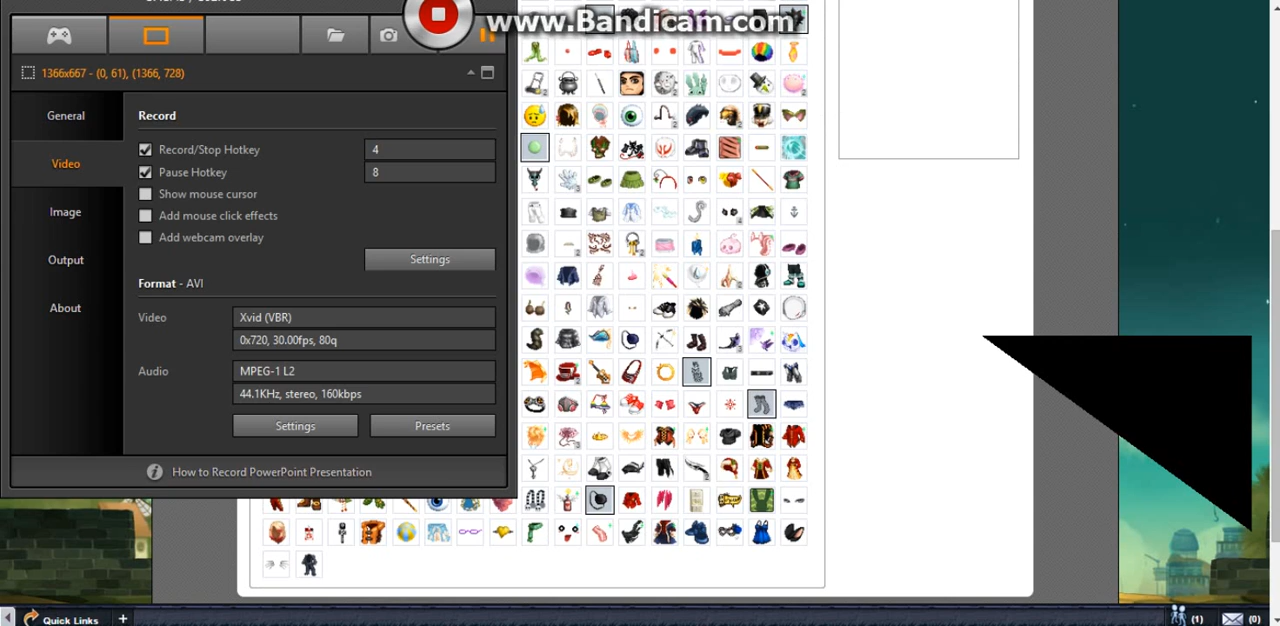 www.Bandicam.com
1366x667 - (0, 61), (1366, 728)
General
Video
Image
Output
About
Record
Record/Stop Hotkey
4
Pause Hotkey
8
Show mouse cursor
Add mouse click effects
Add webcam overlay
Settings
Format - AVI
Video
Xvid (VBR)
0x720, 30.00fps, 80q
Audio
MPEG-1 L2
44.1KHz, stereo, 160kbps
Settings
Presets
How to Record PowerPoint Presentation
Quick Links
+
(1)
(0)